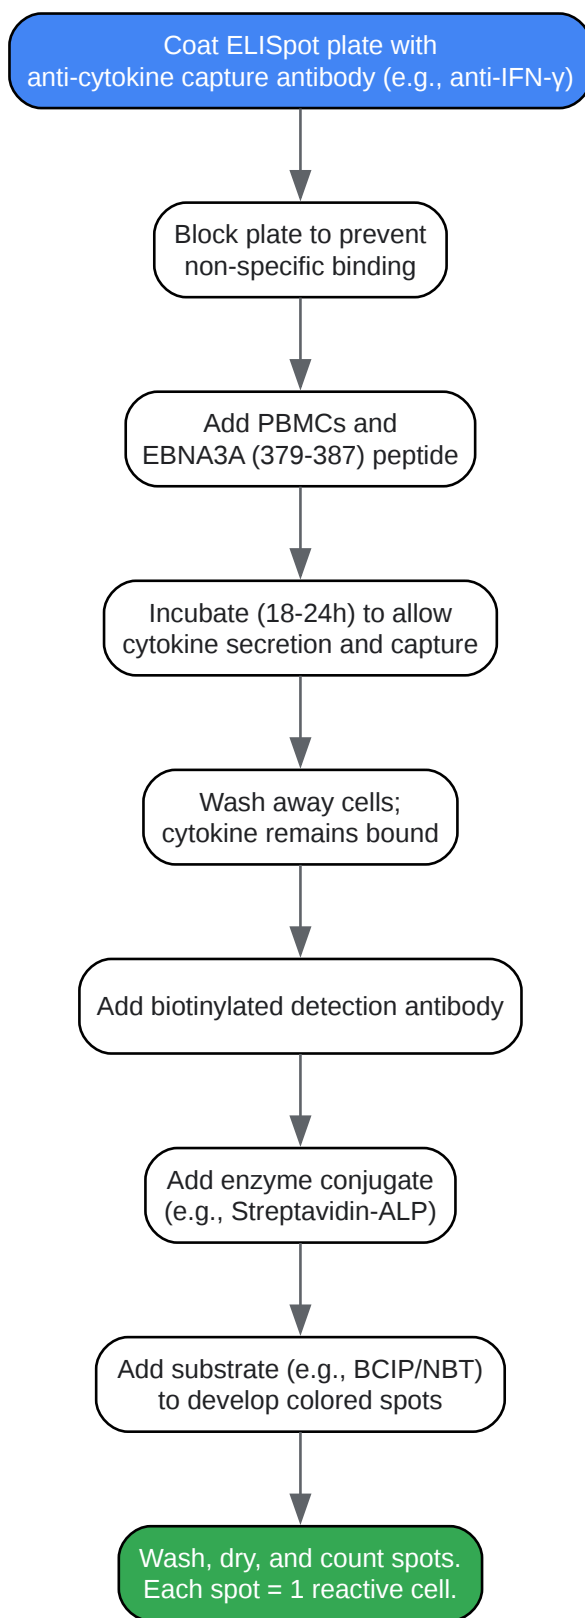 Coat ELISpot plate with
anti-cytokine capture antibody (e.g., anti-IFN-γ)
Block plate to prevent
non-specific binding
Add PBMCs and
EBNA3A (379-387) peptide
Incubate (18-24h) to allow
cytokine secretion and capture
Wash away cells;
cytokine remains bound
Add biotinylated detection antibody
Add enzyme conjugate
(e.g., Streptavidin-ALP)
Add substrate (e.g., BCIP/NBT)
to develop colored spots
Wash, dry, and count spots.
Each spot = 1 reactive cell.